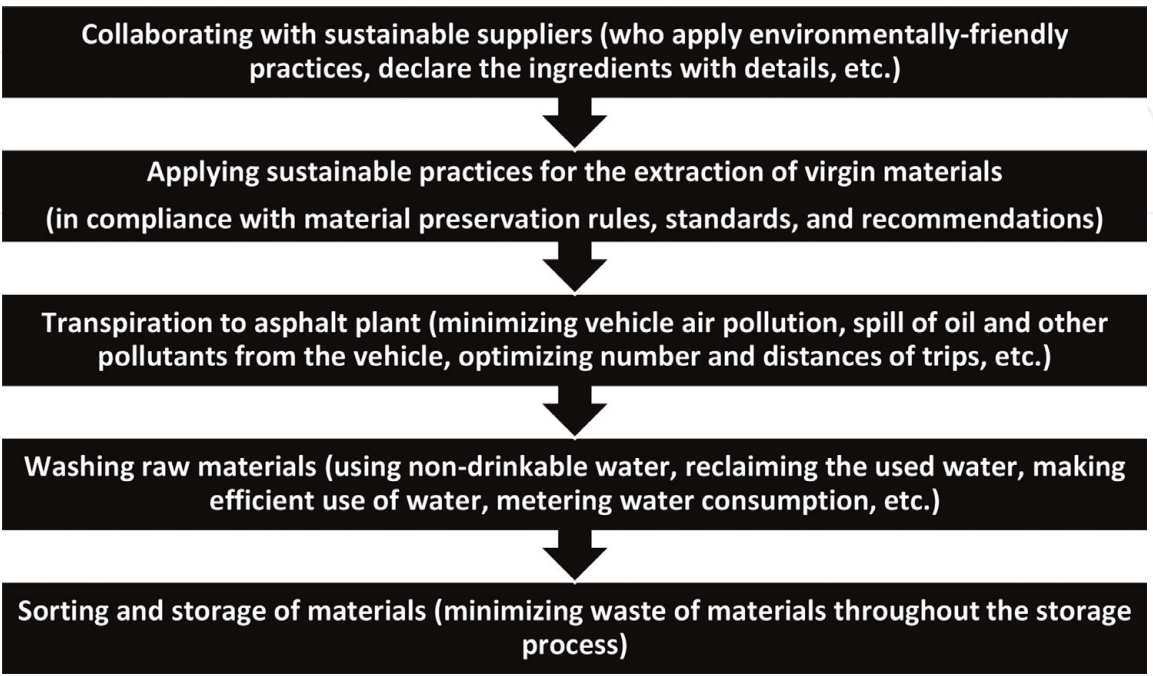 Collaborating with sustainable suppliers (who apply environmentally-friendly
practices, declare the ingredients with details, etc.)
Applying sustainable practices for the extraction of virgin materials
(in compliance with material preservation rules, standards, and recommendations)
Transpiration to asphalt plant (minimizing vehicle air pollution, spill of oil and other
pollutants from the vehicle, optimizing number and distances of trips, etc.)
Washing raw materials (using non-drinkable water, reclaiming the used water, making
efficient use of water, metering water consumption, etc.)
Sorting and storage of materials (minimizing waste of materials throughout the storage
process)